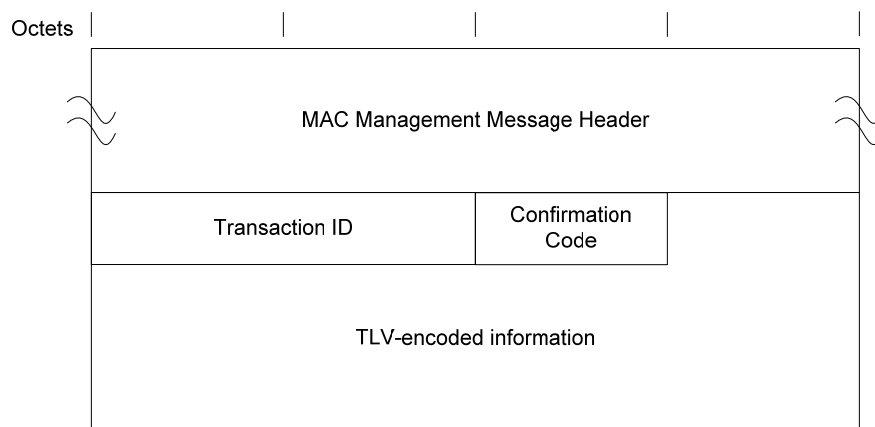 Octets
MAC Management Message Header
Transaction ID
Confirmation
Code
TLV-encoded information